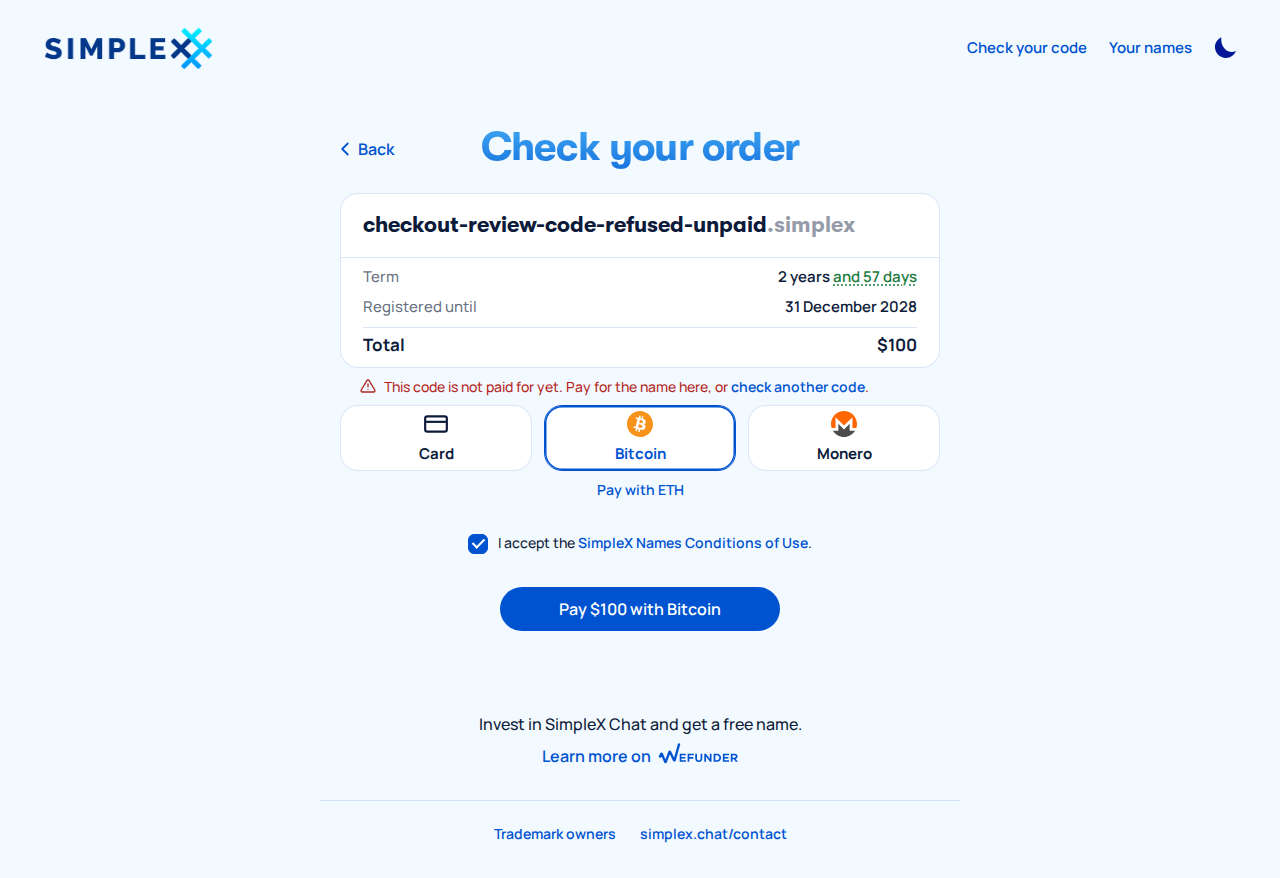 SIMPLEX
Check your code
Your names
Back
Check your order
checkout-review-code-refused-unpaid.simplex
Term
2 years and 57 days
Registered until
31 December 2028
Total
$100
This code is not paid for yet. Pay for the name here, or check another code.
Card
Bitcoin
Monero
Pay with ETH
I accept the SimpleX Names Conditions of Use.
Pay $100 with Bitcoin
Invest in SimpleX Chat and get a free name.
Learn more on WEFUNDER
Trademark owners
simplex.chat/contact